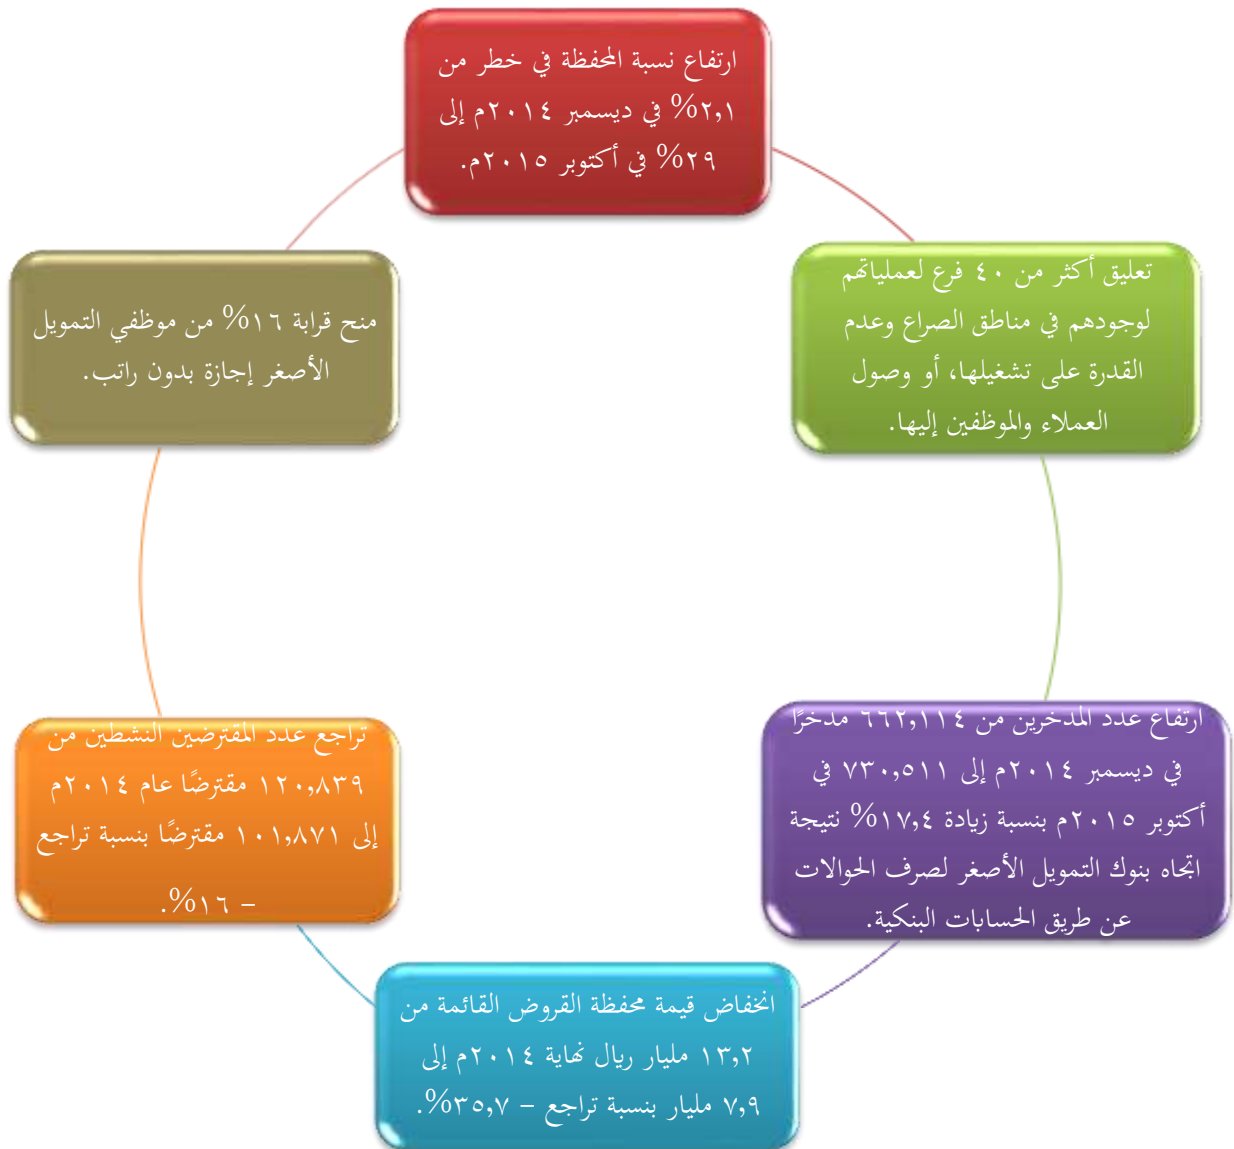 ارتفاع نسبة المحفظة في خطر من
٢,١% في ديسمبر ٢٠١٤م إلى
٢٩% في أكتوبر ٢٠١٥م.
تعليق أكثر من ٤٠ فرع لعملياتهم
لوجودهم في مناطق الصراع وعدم
القدرة على تشغيلها، أو وصول
العملاء والموظفين إليها.
ارتفاع عدد المدخرين من ٦٦٢,١١٤ مدخرًا
في ديسمبر ٢٠١٤م إلى ٧٣٠,٥١١ في
أكتوبر ٢٠١٥م بنسبة زيادة ١٧,٤% نتيجة
اتجاه بنوك التمويل الأصغر لصرف الحوالات
عن طريق الحسابات البنكية.
انخفاض قيمة محفظة القروض القائمة من
١٣,٢ مليار ريال نهاية ٢٠١٤م إلى
٧,٩ مليار بنسبة تراجع – ٣٥,٧%.
تراجع عدد المقترضين النشطين من
١٢٠,٨٣٩ مقترضًا عام ٢٠١٤م
إلى ١٠١,٨٧١ مقترضًا بنسبة تراجع
– ١٦%.
منح قرابة ١٦% من موظفي التمويل
الأصغر إجازة بدون راتب.